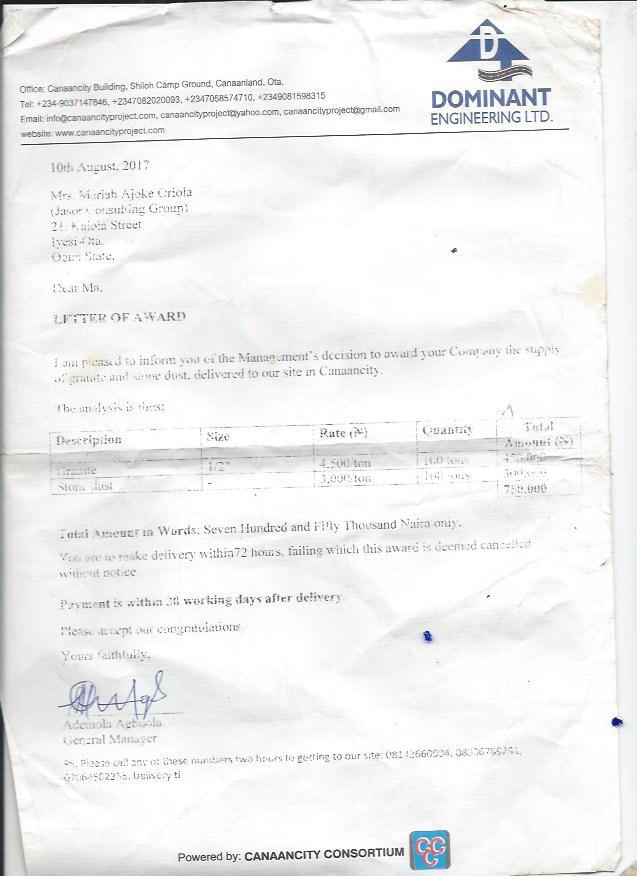 D
DOMINANT
ENGINEERING LTD.
Office: Canaancity Building, Shiloh Camp Ground, Canaanland, Ota.
Tel: +234-9037147846, +2347082020093, +2347058574710, +2349081598315
Email: info@canaancityproject.com, canaancityproject@yahoo.com, canaancityproject@gmail.com
website: www.canaancityproject.com
10th August, 2017
Mrs. Mariah Ajoke Oriola
(Jasor Consulting Group)
21, Kajola Street
Iyesi-Ota.
Ogun State.
Dear Ma,
LETTER OF AWARD
I am pleased to inform you of the Management's decision to award your Company the supply
of granite and stone dust, delivered to our site in Canaancity.
The analysis is thus:
Description Size Rate (₦) Quantity Total Amount (₦)
Granite 1/2" 4,500/ton 100 tons 450,000
Stone dust - 3,000/ton 100 tons 300,000
750,000
Total Amount in Words: Seven Hundred and Fifty Thousand Naira only.
You are to make delivery within72 hours, failing which this award is deemed cancelled
without notice.
Payment is within working days after delivery.
Please accept our congratulations.
Yours faithfully,
Ademola Agboola
General Manager
Ps. Please call any of these numbers two hours to getting to our site:
Delivery ti
Powered by: CANAANCITY CONSORTIUM
CCC